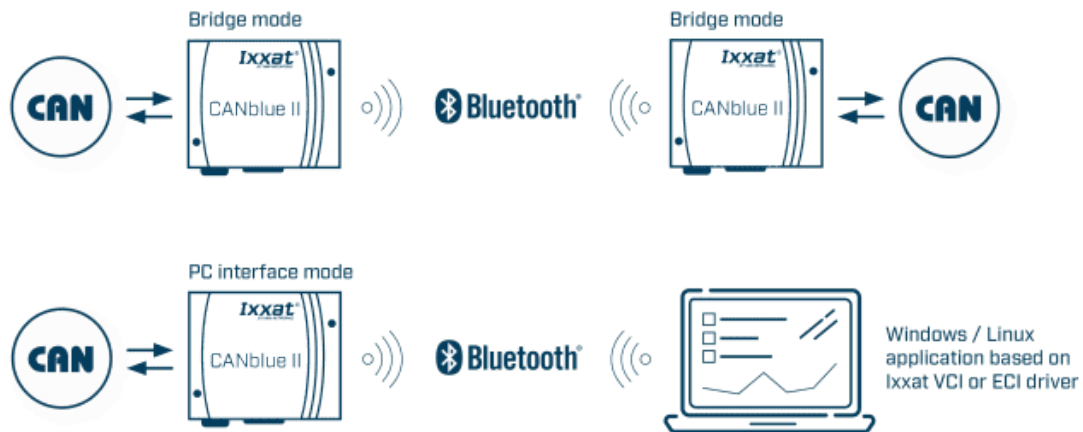 Bridge mode
Bridge mode
CAN
Ixxat®
CANblue II
Bluetooth®
Ixxat®
CANblue II
CAN
PC interface mode
CAN
Ixxat®
CANblue II
Bluetooth®
Windows / Linux
application based on
Ixxat VCI or ECI driver